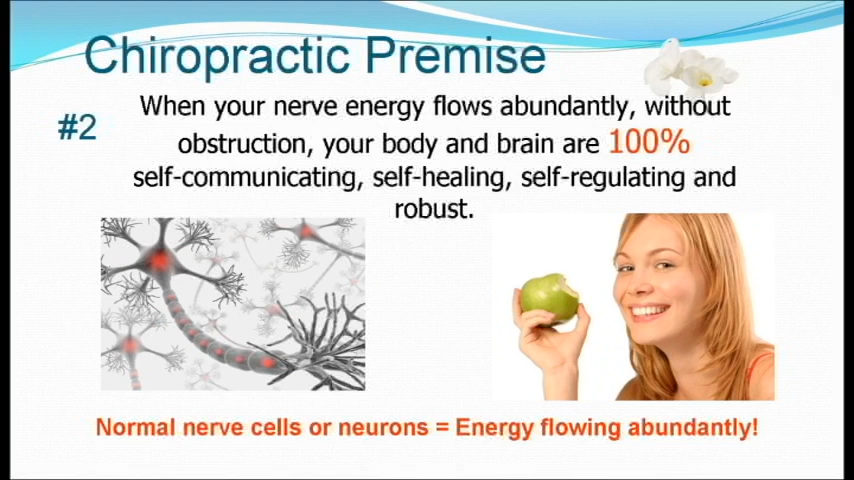 Chiropractic Premise
#2
When your nerve energy flows abundantly, without
obstruction, your body and brain are 100%
self-communicating, self-healing, self-regulating and
robust.
Normal nerve cells or neurons = Energy flowing abundantly!